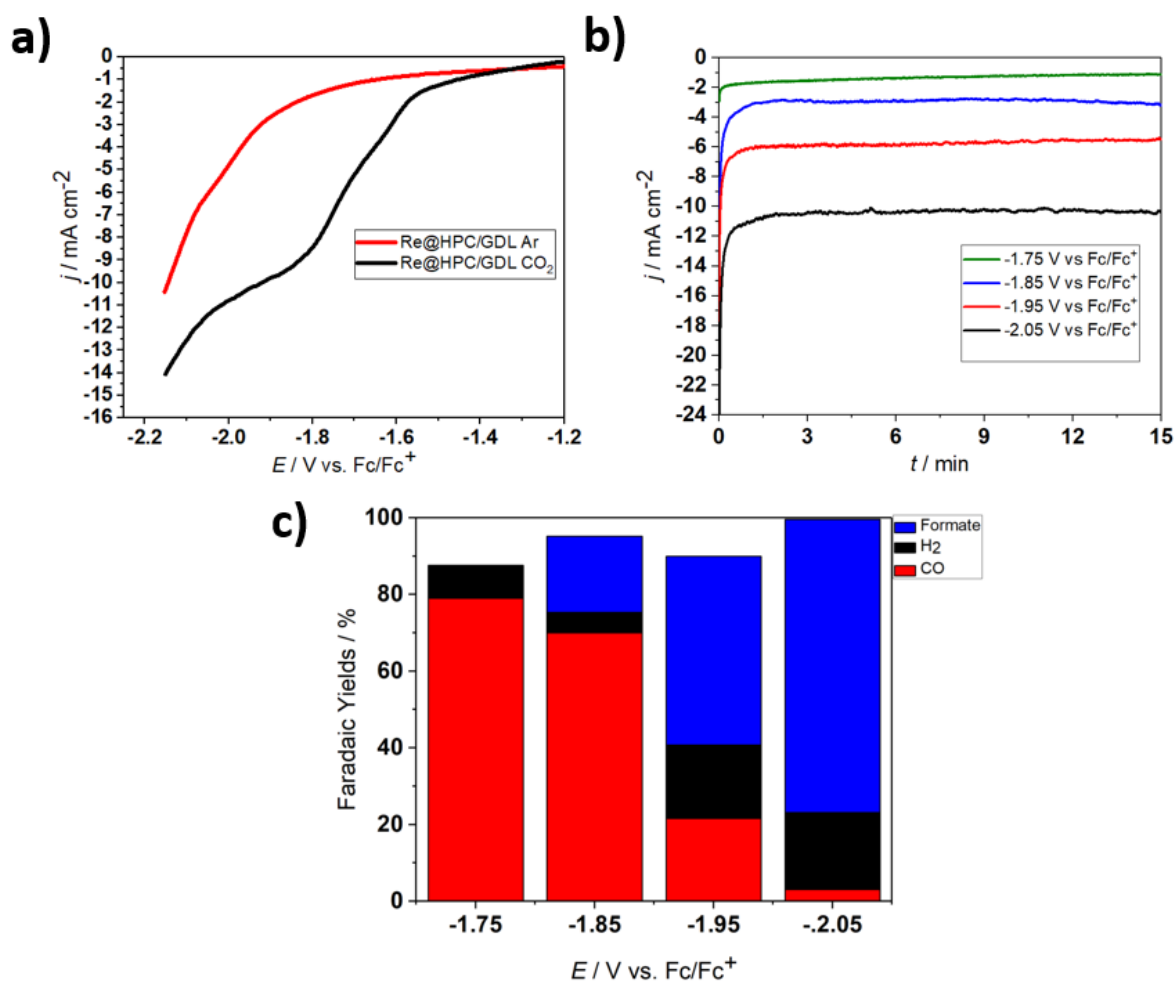 a)
0
-1
-2
-3
-4
-5
-6
-7
-8
-9
-10
-11
-12
-13
-14
-15
-16
j / mA cm-2
Re@HPC/GDL Ar
Re@HPC/GDL CO2
-2.2 -2.0 -1.8 -1.6 -1.4 -1.2
E / V vs. Fc/Fc+
b)
0
-2
-4
-6
-8
-10
-12
-14
-16
-18
-20
-22
-24
j / mA cm-2
-1.75 V vs Fc/Fc+
-1.85 V vs Fc/Fc+
-1.95 V vs Fc/Fc+
-2.05 V vs Fc/Fc+
0 3 6 9 12 15
t / min
c)
100
80
60
40
20
0
Faradaic Yields / %
Formate
H2
CO
-1.75 -1.85 -1.95 -.2.05
E / V vs. Fc/Fc+